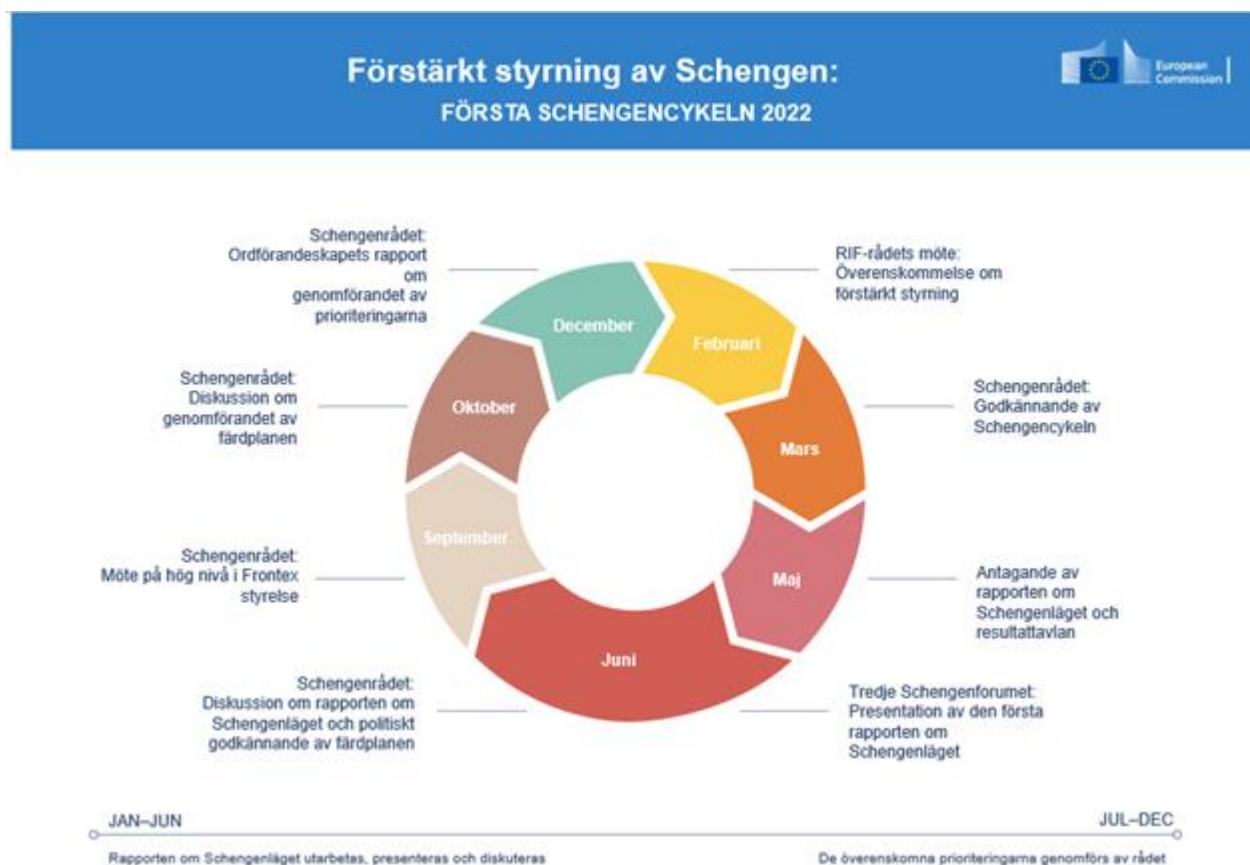 Förstärkt styrning av Schengen:
FÖRSTA SCHENGENCYKELN 2022
European
Commission
Schengenrådet:
Ordförandeskapets rapport
om
genomförandet av
prioriteringarna
RIF-rådets möte:
Överenskommelse om
förstärkt styrning
December
Februari
Schengenrådet:
Diskussion om
genomförandet av
färdplanen
Oktober
Mars
Schengenrådet:
Godkännande av
Schengencykeln
Schengenrådet:
Möte på hög nivå i Frontex
styrelse
September
Maj
Antagande av
rapporten om
Schengenläget och
resultattavlan
Juni
Schengenrådet:
Diskussion om rapporten om
Schengenläget och politiskt
godkännande av färdplanen
Tredje Schengenforumet:
Presentation av den första
rapporten om
Schengenläget
JAN–JUN
JUL–DEC
Rapporten om Schengenläget utarbetas, presenteras och diskuteras
De överenskomna prioriteringarna genomförs av rådet